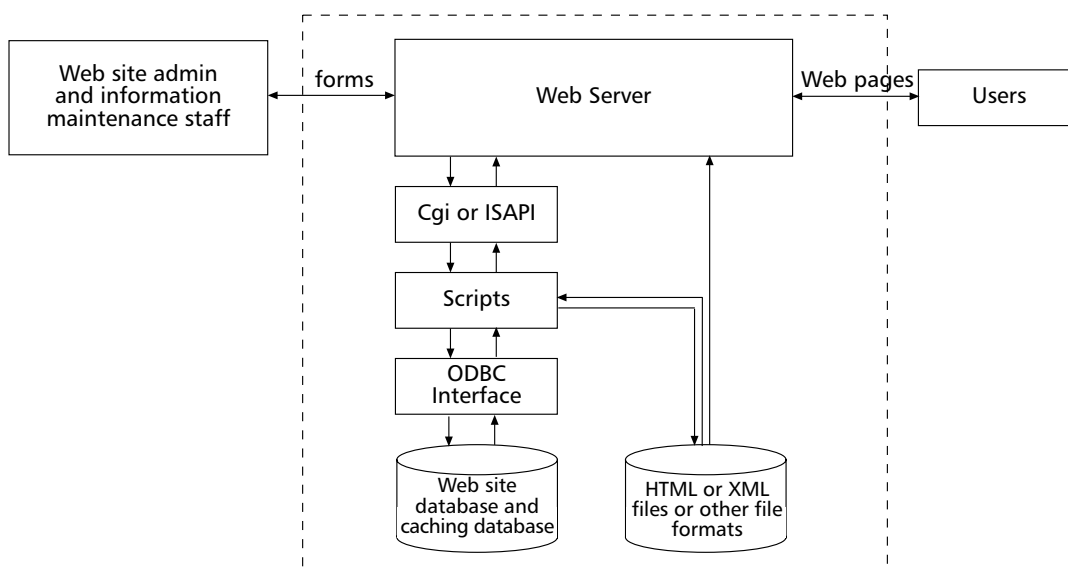 Web site admin
and information
maintenance staff
forms
Web Server
Web pages
Users
Cgi or ISAPI
Scripts
ODBC
Interface
Web site
database and
caching database
HTML or XML
files or other file
formats